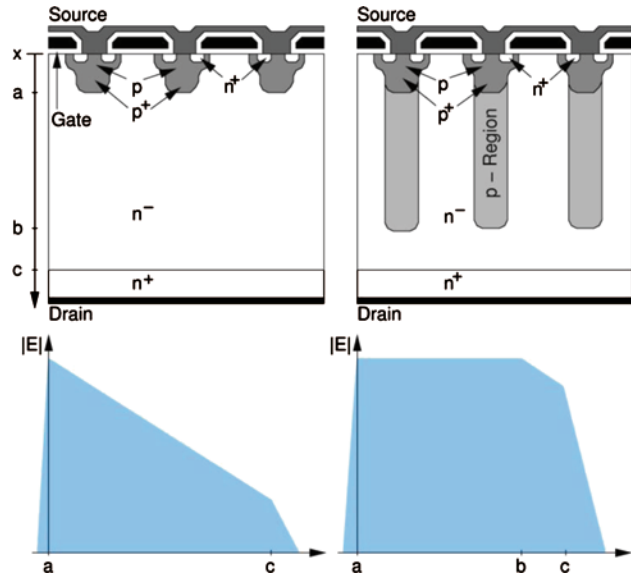 Source
x
a
Gate
p
p+
n+
n−
b
c
n+
Drain
Source
p
p+
n+
p – Region
n−
n+
Drain
|E|
a
c
|E|
a
b
c